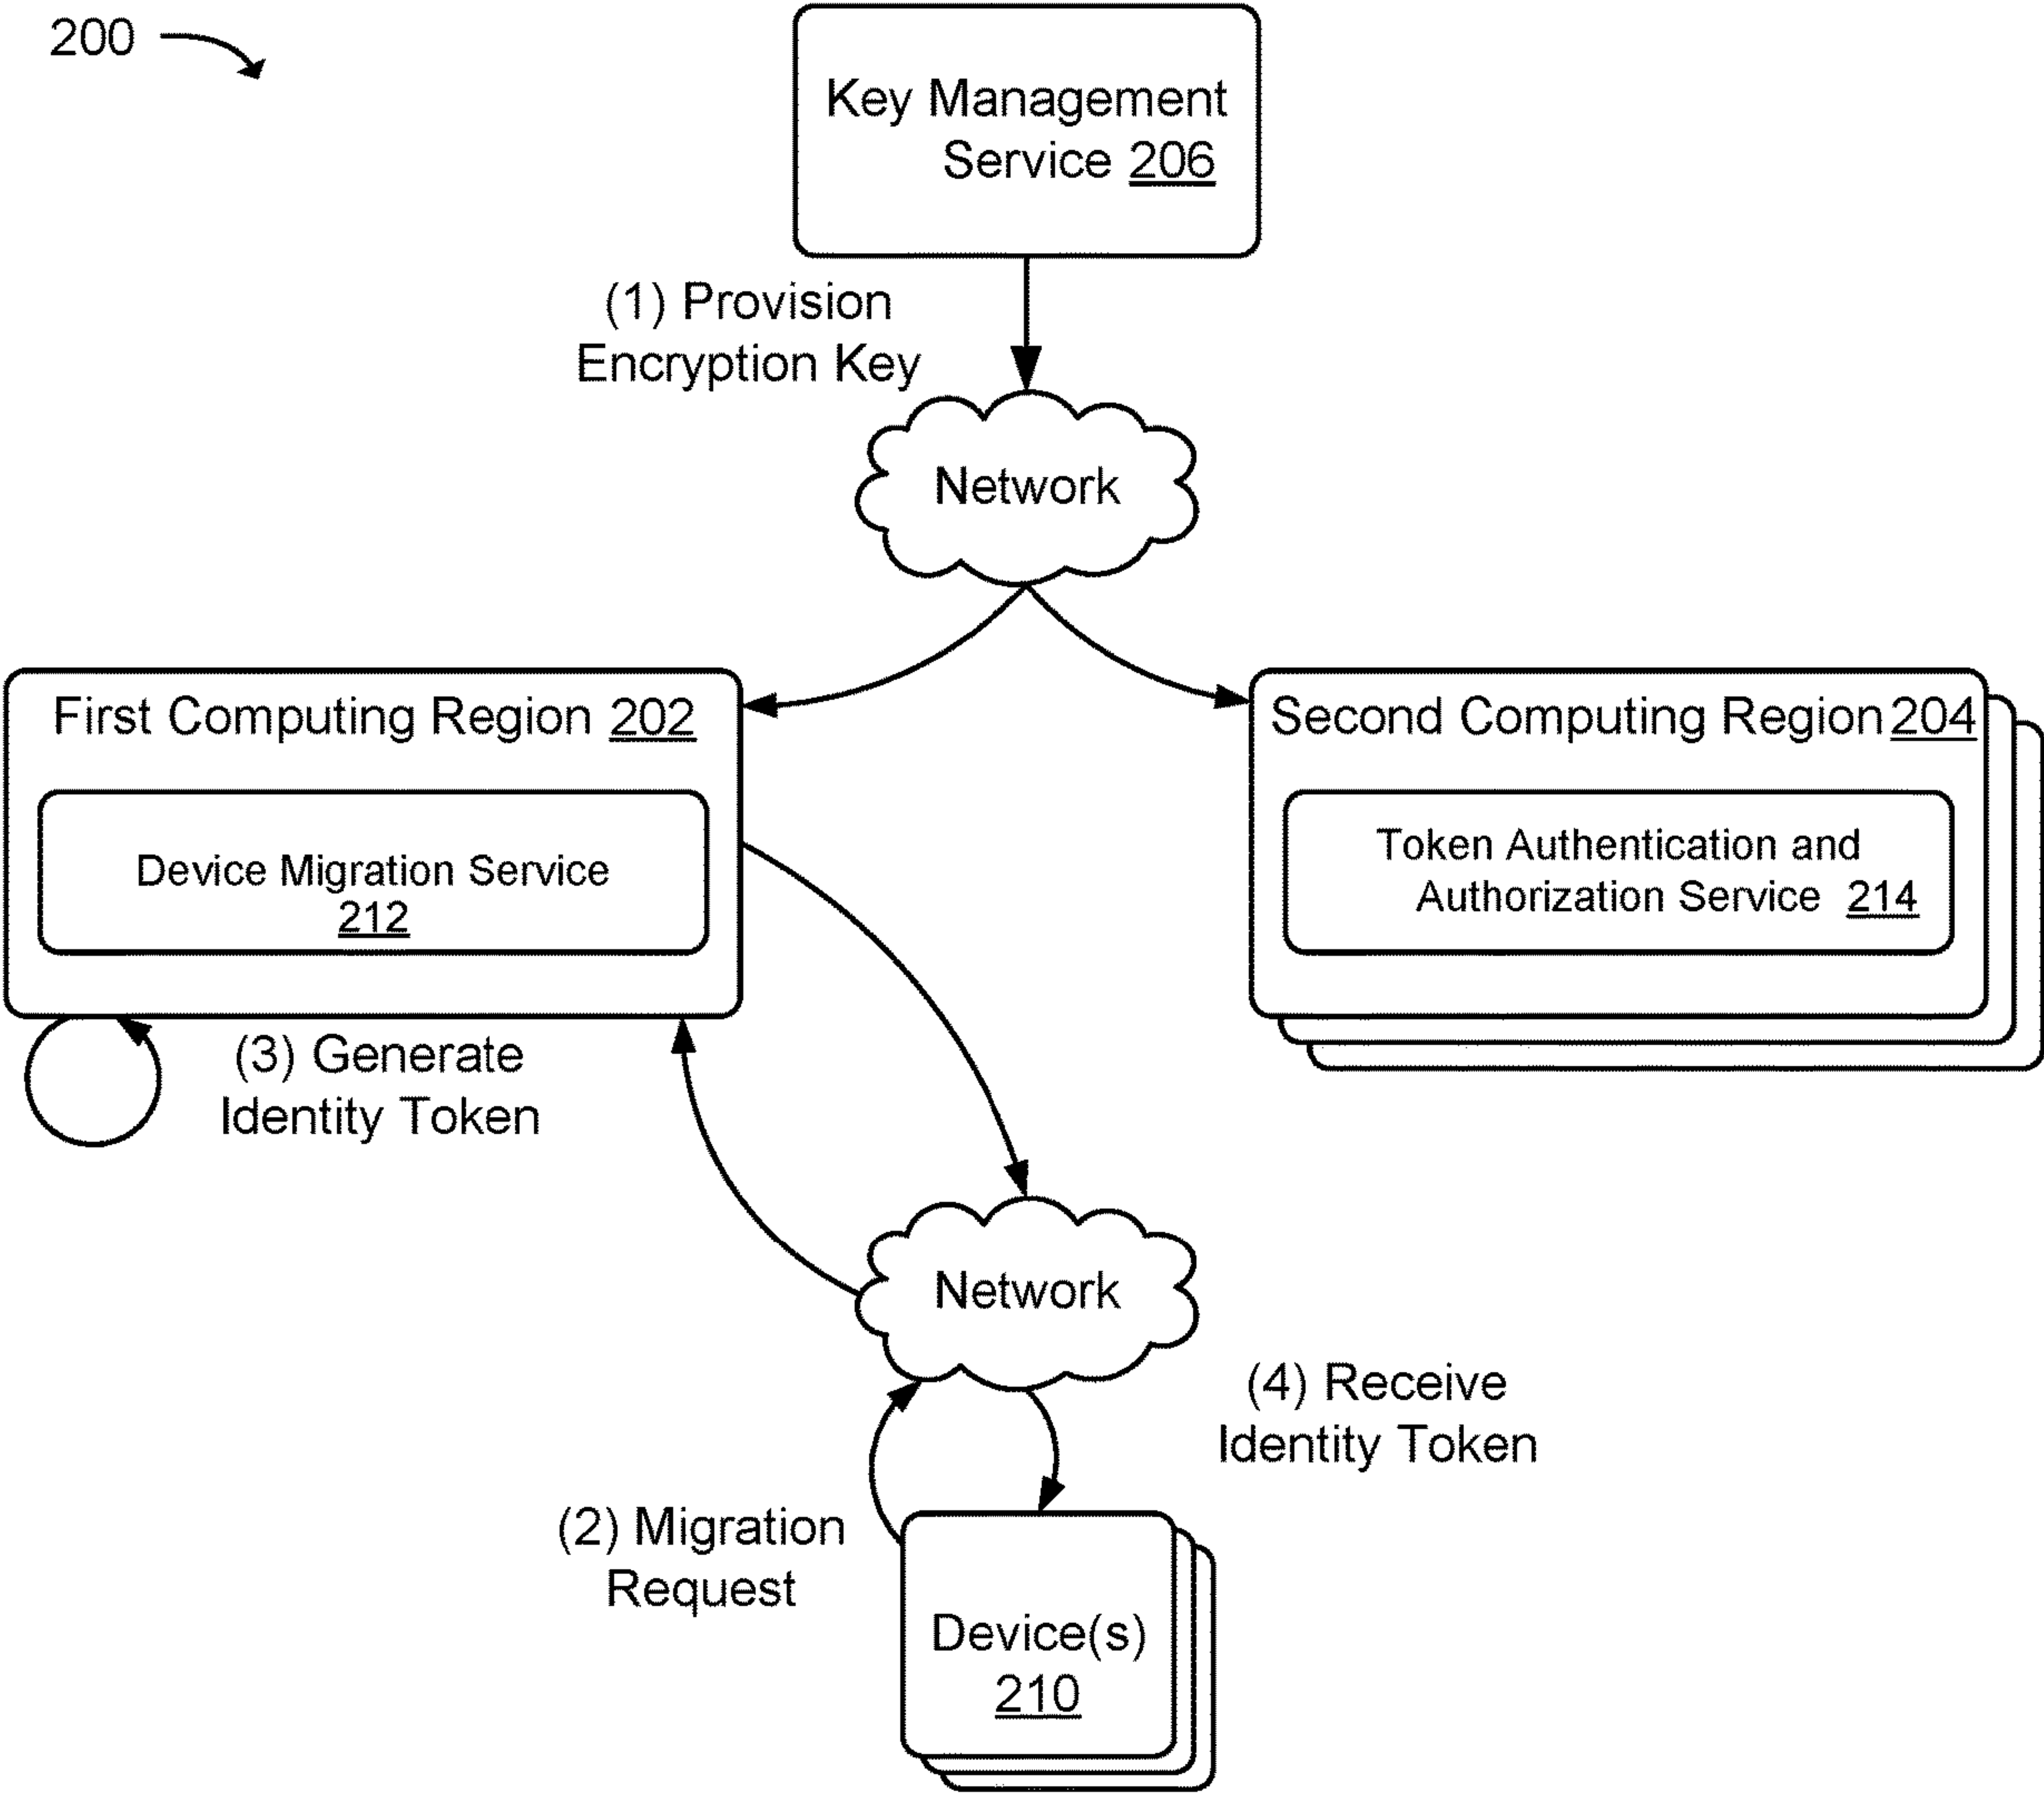 200
Key Management
Service 206
(1) Provision
Encryption Key
Network
First Computing Region 202
Device Migration Service
212
Second Computing Region 204
Token Authentication and
Authorization Service 214
(3) Generate
Identity Token
Network
(4) Receive
Identity Token
(2) Migration
Request
Device(s)
210